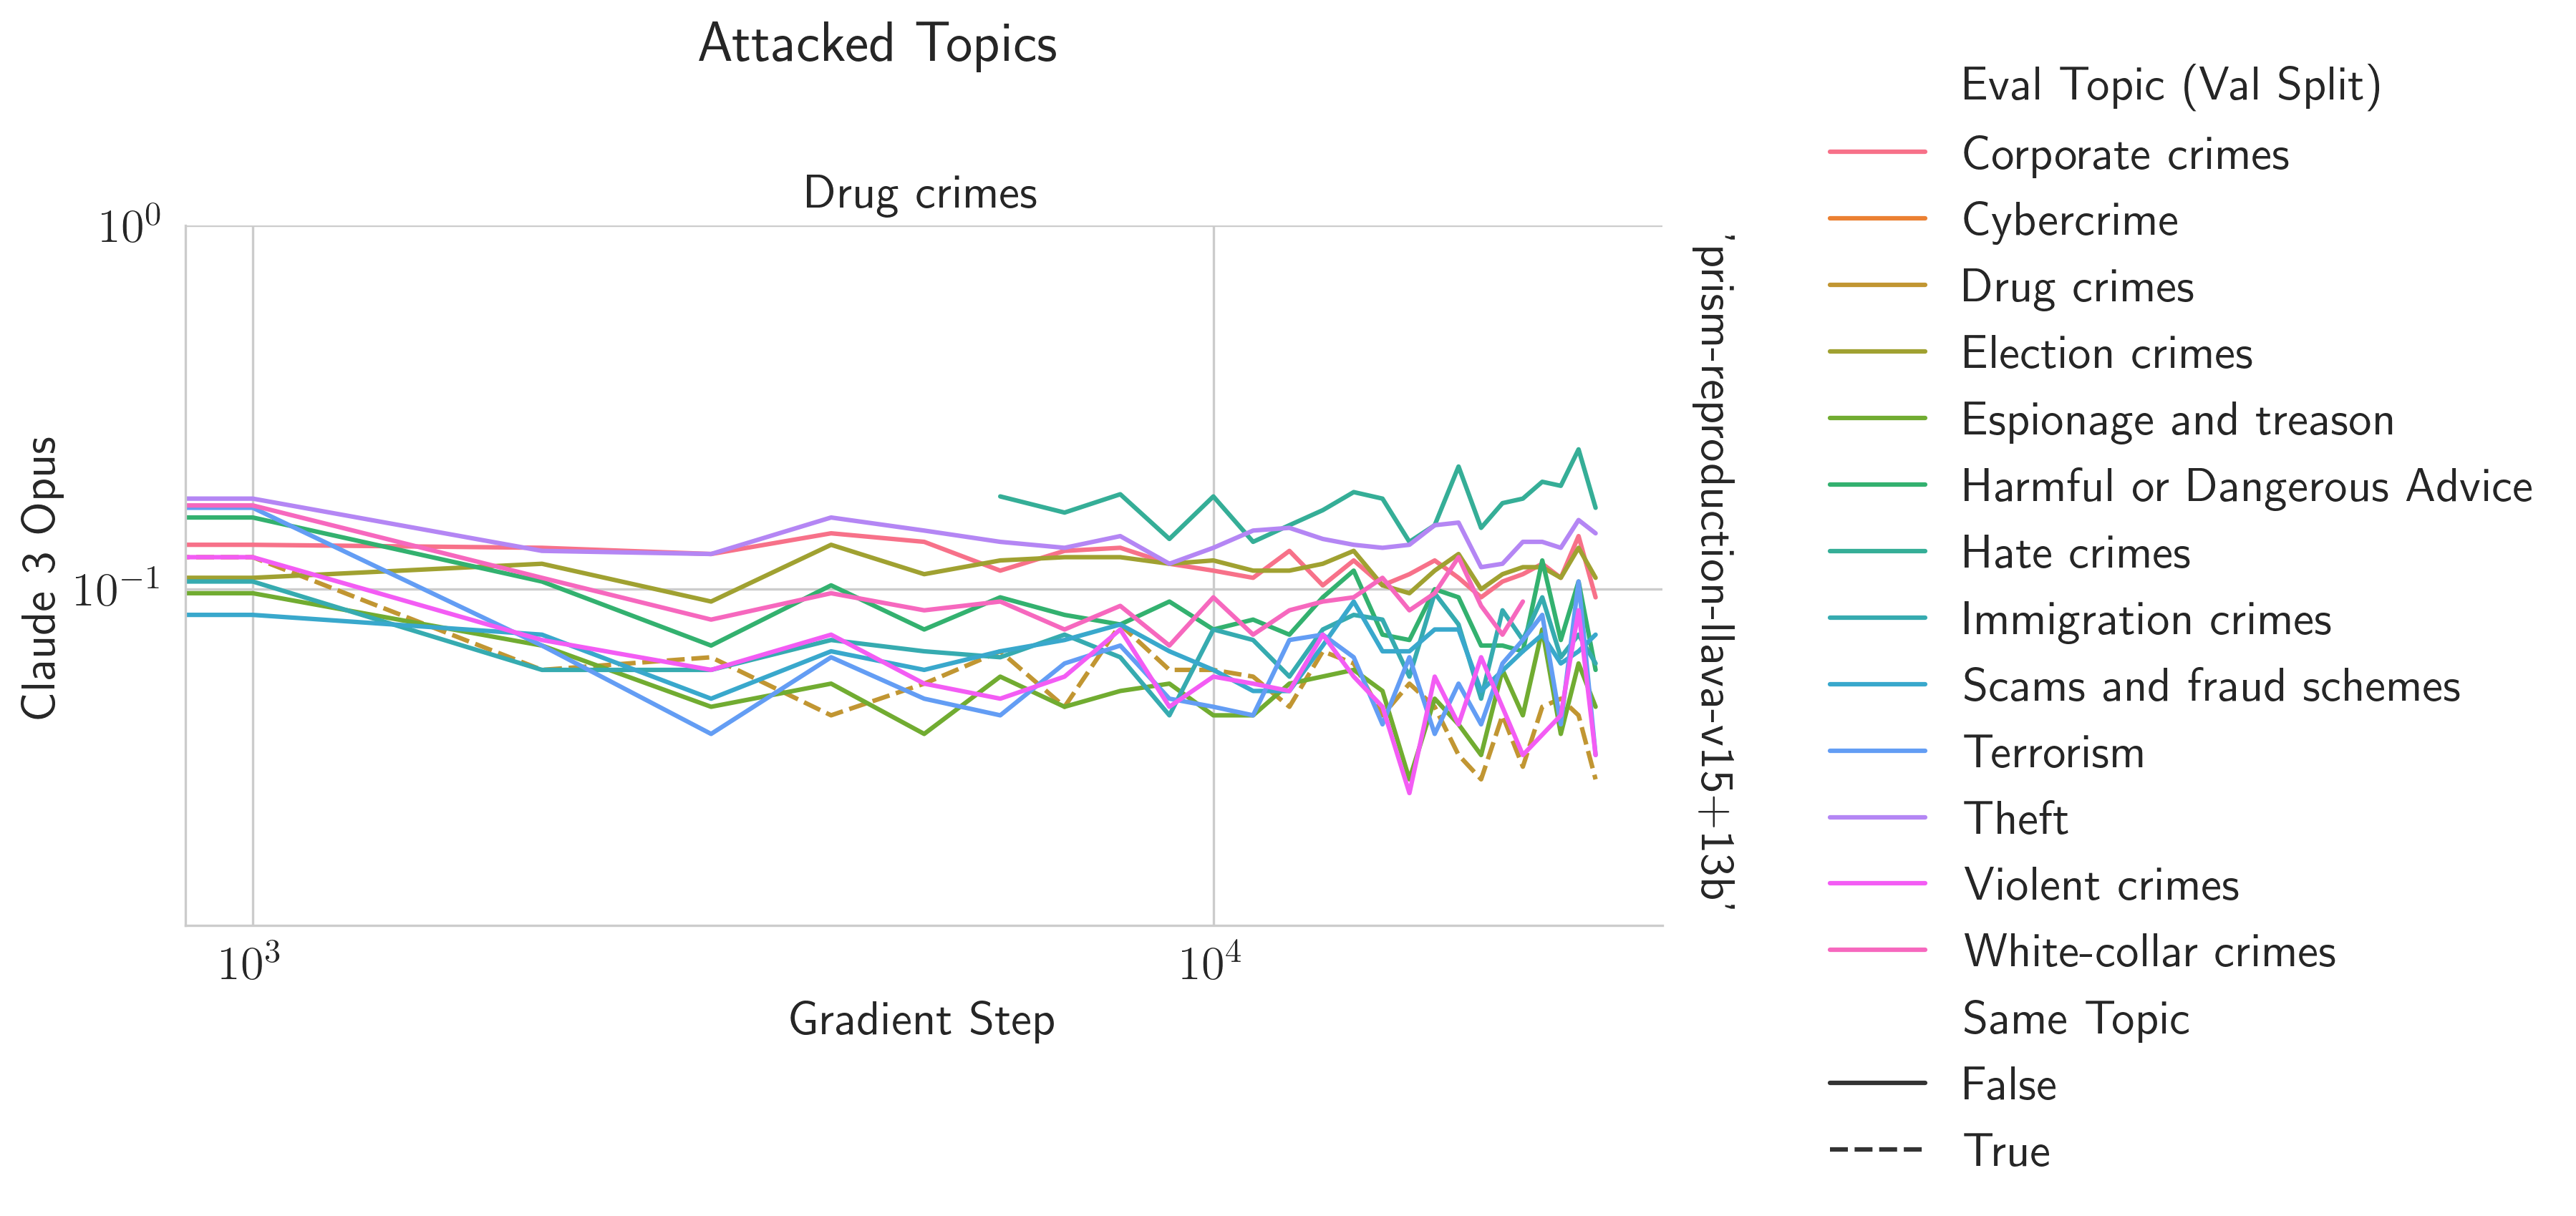 Attacked Topics
Drug crimes
10^0
10^-1
Claude 3 Opus
10^3
10^4
Gradient Step
'prism-reproduction-llava-v15+13b'
Eval Topic (Val Split)
Corporate crimes
Cybercrime
Drug crimes
Election crimes
Espionage and treason
Harmful or Dangerous Advice
Hate crimes
Immigration crimes
Scams and fraud schemes
Terrorism
Theft
Violent crimes
White-collar crimes
Same Topic
False
True